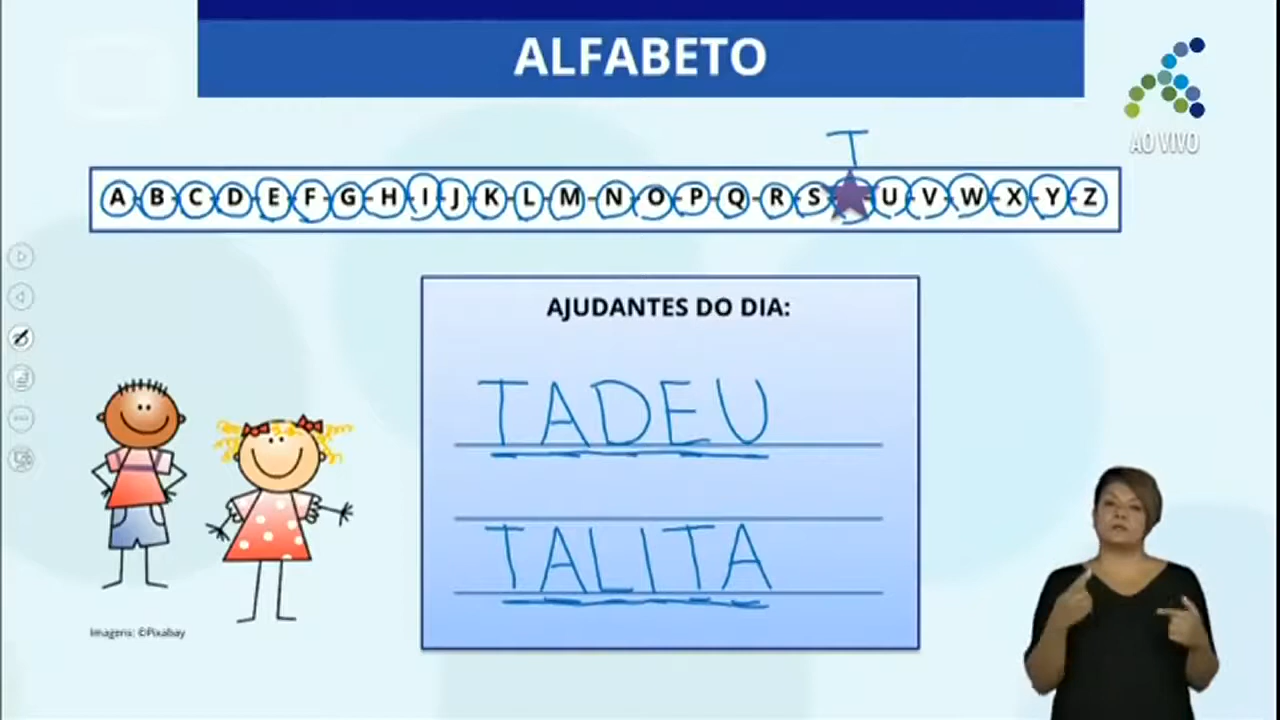 ALFABETO
AO VIVO
T
A-B-C-D-E-F-G-H-I-J-K-L-M-N-O-P-Q-R-S-U-V-W-X-Y-Z
AJUDANTES DO DIA:
TADEU
TALITA
Imagens: ©Pixabay